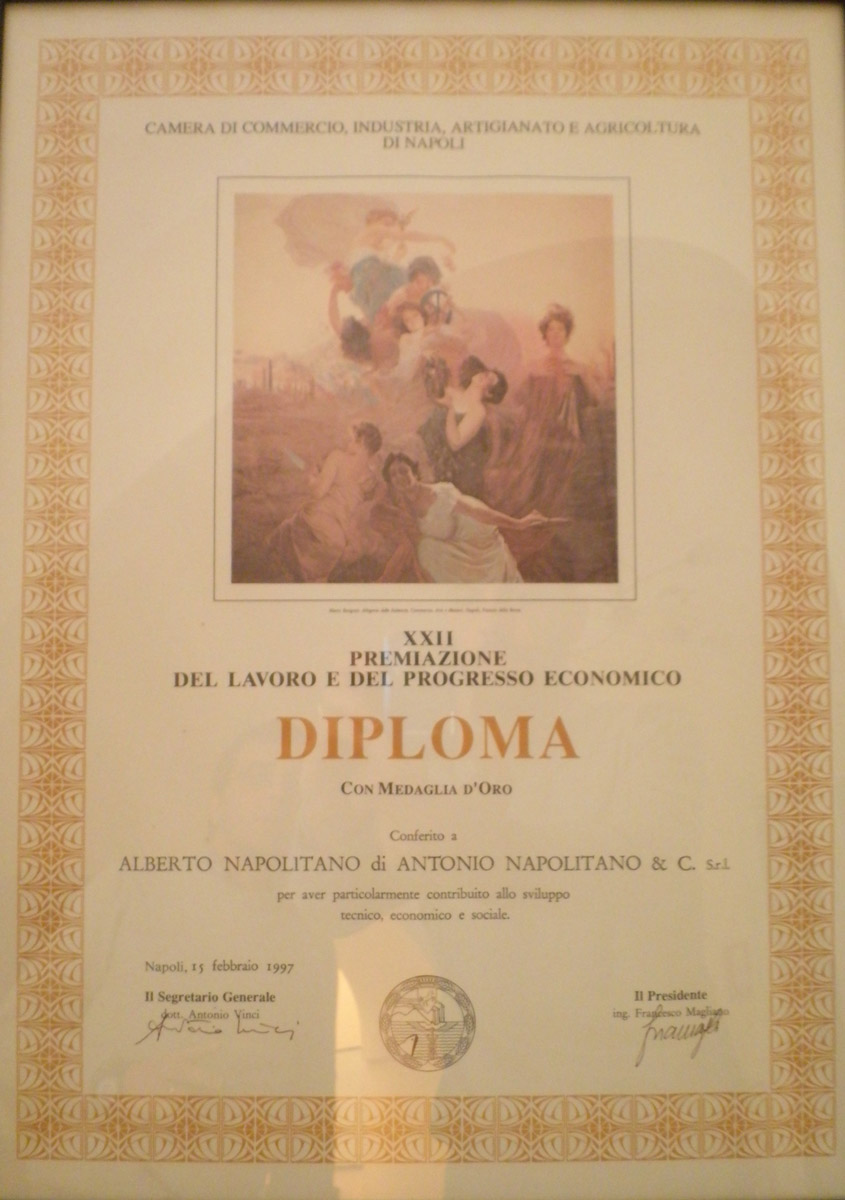 CAMERA DI COMMERCIO, INDUSTRIA, ARTIGIANATO E AGRICOLTURA
DI NAPOLI
XXII
PREMIAZIONE
DEL LAVORO E DEL PROGRESSO ECONOMICO
DIPLOMA
CON MEDAGLIA D'ORO
Conferito a
ALBERTO NAPOLITANO di ANTONIO NAPOLITANO & C. S.r.l.
per aver particolarmente contribuito allo sviluppo
tecnico, economico e sociale.
Napoli, 15 febbraio 1997
Il Segretario Generale
dott. Antonio Vinci
Antonio Vinci
Il Presidente
ing. Francesco Magliano